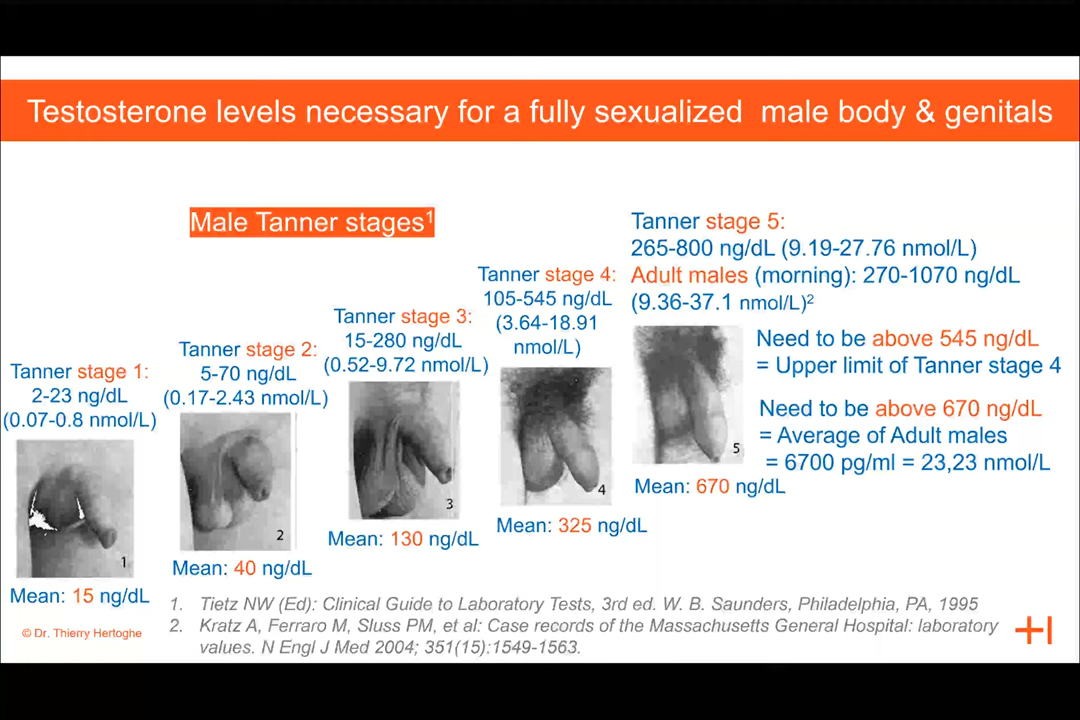 Testosterone levels necessary for a fully sexualized male body & genitals
Male Tanner stages¹
Tanner stage 1:
2-23 ng/dL
(0.07-0.8 nmol/L)
1
Mean: 15 ng/dL
Tanner stage 2:
5-70 ng/dL
(0.17-2.43 nmol/L)
2
Mean: 40 ng/dL
Tanner stage 3:
15-280 ng/dL
(0.52-9.72 nmol/L)
3
Mean: 130 ng/dL
Tanner stage 4:
105-545 ng/dL
(3.64-18.91
nmol/L)
4
Mean: 325 ng/dL
Tanner stage 5:
265-800 ng/dL (9.19-27.76 nmol/L)
Adult males (morning): 270-1070 ng/dL
(9.36-37.1 nmol/L)²
5
Mean: 670 ng/dL
Need to be above 545 ng/dL
= Upper limit of Tanner stage 4
Need to be above 670 ng/dL
= Average of Adult males
= 6700 pg/ml = 23,23 nmol/L
1. Tietz NW (Ed): Clinical Guide to Laboratory Tests, 3rd ed. W. B. Saunders, Philadelphia, PA, 1995
2. Kratz A, Ferraro M, Sluss PM, et al: Case records of the Massachusetts General Hospital: laboratory
values. N Engl J Med 2004; 351(15):1549-1563.
© Dr. Thierry Hertoghe